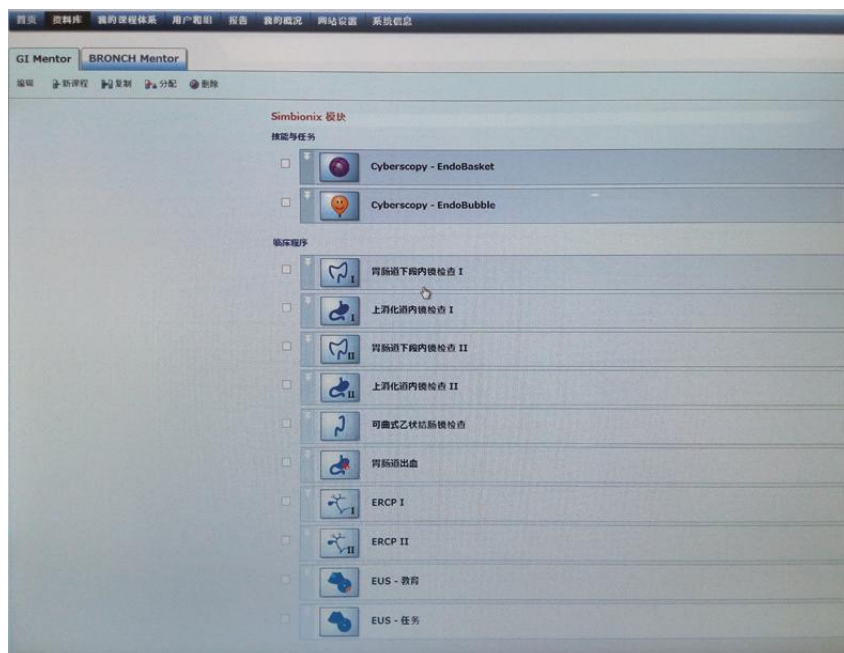 首页 资料库 我的课程体系 用户和组 报告 我的概况 网站设置 系统信息
GI Mentor BRONCH Mentor
编辑 新课程 复制 分配 删除
Simbionix 模块
技能与任务
Cyberscopy - EndoBasket
Cyberscopy - EndoBubble
临床程序
胃肠道下段内镜检查 I
上消化道内镜检查 I
胃肠道下段内镜检查 II
上消化道内镜检查 II
可曲式乙状结肠镜检查
胃肠道出血
ERCP I
ERCP II
EUS - 教育
EUS - 任务